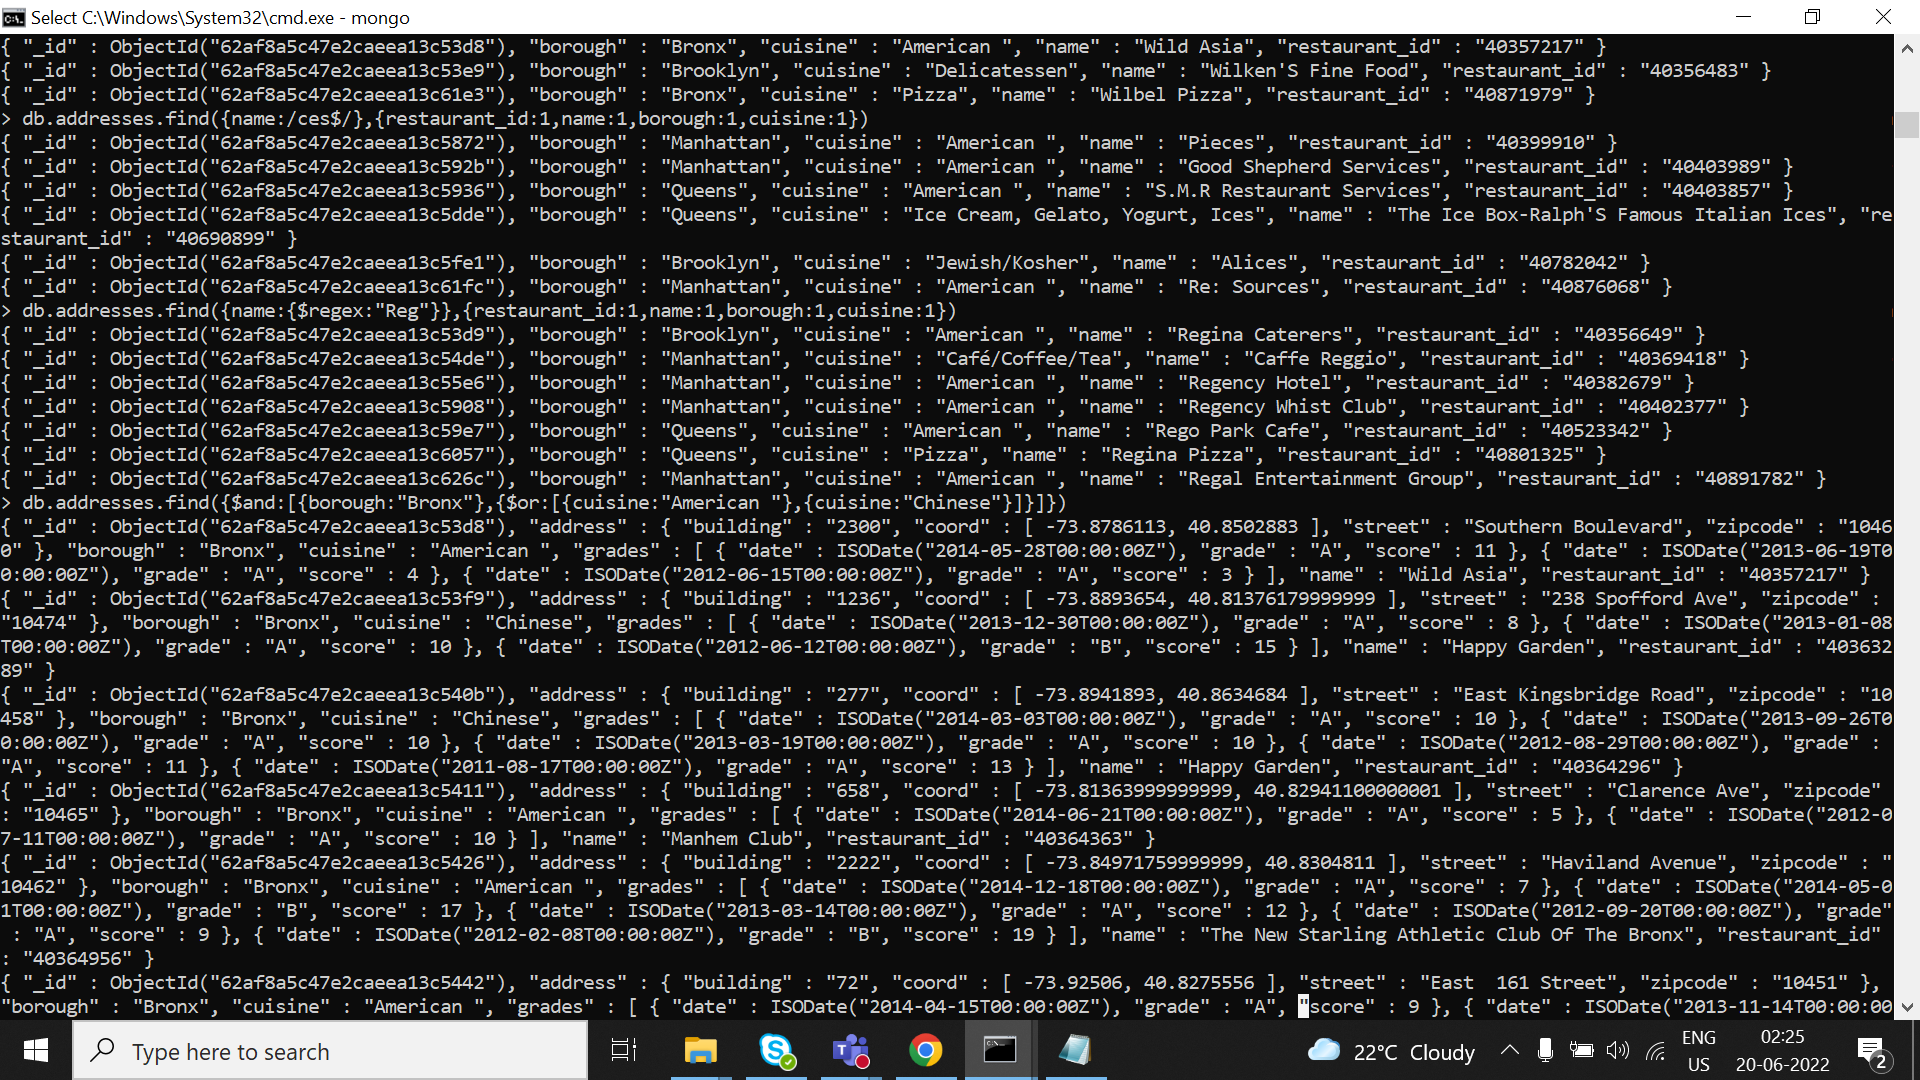 Select C:\Windows\System32\cmd.exe - mongo
{ "_id" : ObjectId("62af8a5c47e2caeea13c53d8"), "borough" : "Bronx", "cuisine" : "American ", "name" : "Wild Asia", "restaurant_id" : "40357217" }
{ "_id" : ObjectId("62af8a5c47e2caeea13c53e9"), "borough" : "Brooklyn", "cuisine" : "Delicatessen", "name" : "Wilken'S Fine Food", "restaurant_id" : "40356483" }
{ "_id" : ObjectId("62af8a5c47e2caeea13c61e3"), "borough" : "Bronx", "cuisine" : "Pizza", "name" : "Wilbel Pizza", "restaurant_id" : "40871979" }
> db.addresses.find({name:/ces$/},{restaurant_id:1,name:1,borough:1,cuisine:1})
{ "_id" : ObjectId("62af8a5c47e2caeea13c5872"), "borough" : "Manhattan", "cuisine" : "American ", "name" : "Pieces", "restaurant_id" : "40399910" }
{ "_id" : ObjectId("62af8a5c47e2caeea13c592b"), "borough" : "Manhattan", "cuisine" : "American ", "name" : "Good Shepherd Services", "restaurant_id" : "40403989" }
{ "_id" : ObjectId("62af8a5c47e2caeea13c5936"), "borough" : "Queens", "cuisine" : "American ", "name" : "S.M.R Restaurant Services", "restaurant_id" : "40403857" }
{ "_id" : ObjectId("62af8a5c47e2caeea13c5dde"), "borough" : "Queens", "cuisine" : "Ice Cream, Gelato, Yogurt, Ices", "name" : "The Ice Box-Ralph'S Famous Italian Ices", "re
staurant_id" : "40690899" }
{ "_id" : ObjectId("62af8a5c47e2caeea13c5fe1"), "borough" : "Brooklyn", "cuisine" : "Jewish/Kosher", "name" : "Alices", "restaurant_id" : "40782042" }
{ "_id" : ObjectId("62af8a5c47e2caeea13c61fc"), "borough" : "Manhattan", "cuisine" : "American ", "name" : "Re: Sources", "restaurant_id" : "40876068" }
> db.addresses.find({name:{$regex:"Reg"}},{restaurant_id:1,name:1,borough:1,cuisine:1})
{ "_id" : ObjectId("62af8a5c47e2caeea13c53d9"), "borough" : "Brooklyn", "cuisine" : "American ", "name" : "Regina Caterers", "restaurant_id" : "40356649" }
{ "_id" : ObjectId("62af8a5c47e2caeea13c54de"), "borough" : "Manhattan", "cuisine" : "Café/Coffee/Tea", "name" : "Caffe Reggio", "restaurant_id" : "40369418" }
{ "_id" : ObjectId("62af8a5c47e2caeea13c55e6"), "borough" : "Manhattan", "cuisine" : "American ", "name" : "Regency Hotel", "restaurant_id" : "40382679" }
{ "_id" : ObjectId("62af8a5c47e2caeea13c5908"), "borough" : "Manhattan", "cuisine" : "American ", "name" : "Regency Whist Club", "restaurant_id" : "40402377" }
{ "_id" : ObjectId("62af8a5c47e2caeea13c59e7"), "borough" : "Queens", "cuisine" : "American ", "name" : "Rego Park Cafe", "restaurant_id" : "40523342" }
{ "_id" : ObjectId("62af8a5c47e2caeea13c6057"), "borough" : "Queens", "cuisine" : "Pizza", "name" : "Regina Pizza", "restaurant_id" : "40801325" }
{ "_id" : ObjectId("62af8a5c47e2caeea13c626c"), "borough" : "Manhattan", "cuisine" : "American ", "name" : "Regal Entertainment Group", "restaurant_id" : "40891782" }
> db.addresses.find({$and:[{borough:"Bronx"},{$or:[{cuisine:"American "},{cuisine:"Chinese"}]}]})
{ "_id" : ObjectId("62af8a5c47e2caeea13c53d8"), "address" : { "building" : "2300", "coord" : [ -73.8786113, 40.8502883 ], "street" : "Southern Boulevard", "zipcode" : "1046
0" }, "borough" : "Bronx", "cuisine" : "American ", "grades" : [ { "date" : ISODate("2014-05-28T00:00:00Z"), "grade" : "A", "score" : 11 }, { "date" : ISODate("2013-06-19T0
0:00:00Z"), "grade" : "A", "score" : 4 }, { "date" : ISODate("2012-06-15T00:00:00Z"), "grade" : "A", "score" : 3 } ], "name" : "Wild Asia", "restaurant_id" : "40357217" }
{ "_id" : ObjectId("62af8a5c47e2caeea13c53f9"), "address" : { "building" : "1236", "coord" : [ -73.8893654, 40.81376179999999 ], "street" : "238 Spofford Ave", "zipcode" :
"10474" }, "borough" : "Bronx", "cuisine" : "Chinese", "grades" : [ { "date" : ISODate("2013-12-30T00:00:00Z"), "grade" : "A", "score" : 8 }, { "date" : ISODate("2013-01-08
T00:00:00Z"), "grade" : "A", "score" : 10 }, { "date" : ISODate("2012-06-12T00:00:00Z"), "grade" : "B", "score" : 15 } ], "name" : "Happy Garden", "restaurant_id" : "403632
89" }
{ "_id" : ObjectId("62af8a5c47e2caeea13c540b"), "address" : { "building" : "277", "coord" : [ -73.8941893, 40.8634684 ], "street" : "East Kingsbridge Road", "zipcode" : "10
458" }, "borough" : "Bronx", "cuisine" : "Chinese", "grades" : [ { "date" : ISODate("2014-03-03T00:00:00Z"), "grade" : "A", "score" : 10 }, { "date" : ISODate("2013-09-26T0
0:00:00Z"), "grade" : "A", "score" : 10 }, { "date" : ISODate("2013-03-19T00:00:00Z"), "grade" : "A", "score" : 10 }, { "date" : ISODate("2012-08-29T00:00:00Z"), "grade" :
"A", "score" : 11 }, { "date" : ISODate("2011-08-17T00:00:00Z"), "grade" : "A", "score" : 13 } ], "name" : "Happy Garden", "restaurant_id" : "40364296" }
{ "_id" : ObjectId("62af8a5c47e2caeea13c5411"), "address" : { "building" : "658", "coord" : [ -73.81363999999999, 40.82941100000001 ], "street" : "Clarence Ave", "zipcode"
: "10465" }, "borough" : "Bronx", "cuisine" : "American ", "grades" : [ { "date" : ISODate("2014-06-21T00:00:00Z"), "grade" : "A", "score" : 5 }, { "date" : ISODate("2012-0
7-11T00:00:00Z"), "grade" : "A", "score" : 10 } ], "name" : "Manhem Club", "restaurant_id" : "40364363" }
{ "_id" : ObjectId("62af8a5c47e2caeea13c5426"), "address" : { "building" : "2222", "coord" : [ -73.84971759999999, 40.8304811 ], "street" : "Haviland Avenue", "zipcode" : "
10462" }, "borough" : "Bronx", "cuisine" : "American ", "grades" : [ { "date" : ISODate("2014-12-18T00:00:00Z"), "grade" : "A", "score" : 7 }, { "date" : ISODate("2014-05-0
1T00:00:00Z"), "grade" : "B", "score" : 17 }, { "date" : ISODate("2013-03-14T00:00:00Z"), "grade" : "A", "score" : 12 }, { "date" : ISODate("2012-09-20T00:00:00Z"), "grade"
 : "A", "score" : 9 }, { "date" : ISODate("2012-02-08T00:00:00Z"), "grade" : "B", "score" : 19 } ], "name" : "The New Starling Athletic Club Of The Bronx", "restaurant_id"
: "40364956" }
{ "_id" : ObjectId("62af8a5c47e2caeea13c5442"), "address" : { "building" : "72", "coord" : [ -73.92506, 40.8275556 ], "street" : "East  161 Street", "zipcode" : "10451" },
"borough" : "Bronx", "cuisine" : "American ", "grades" : [ { "date" : ISODate("2014-04-15T00:00:00Z"), "grade" : "A", "score" : 9 }, { "date" : ISODate("2013-11-14T00:00:00
Type here to search
22°C Cloudy
ENG
US
02:25
20-06-2022
2